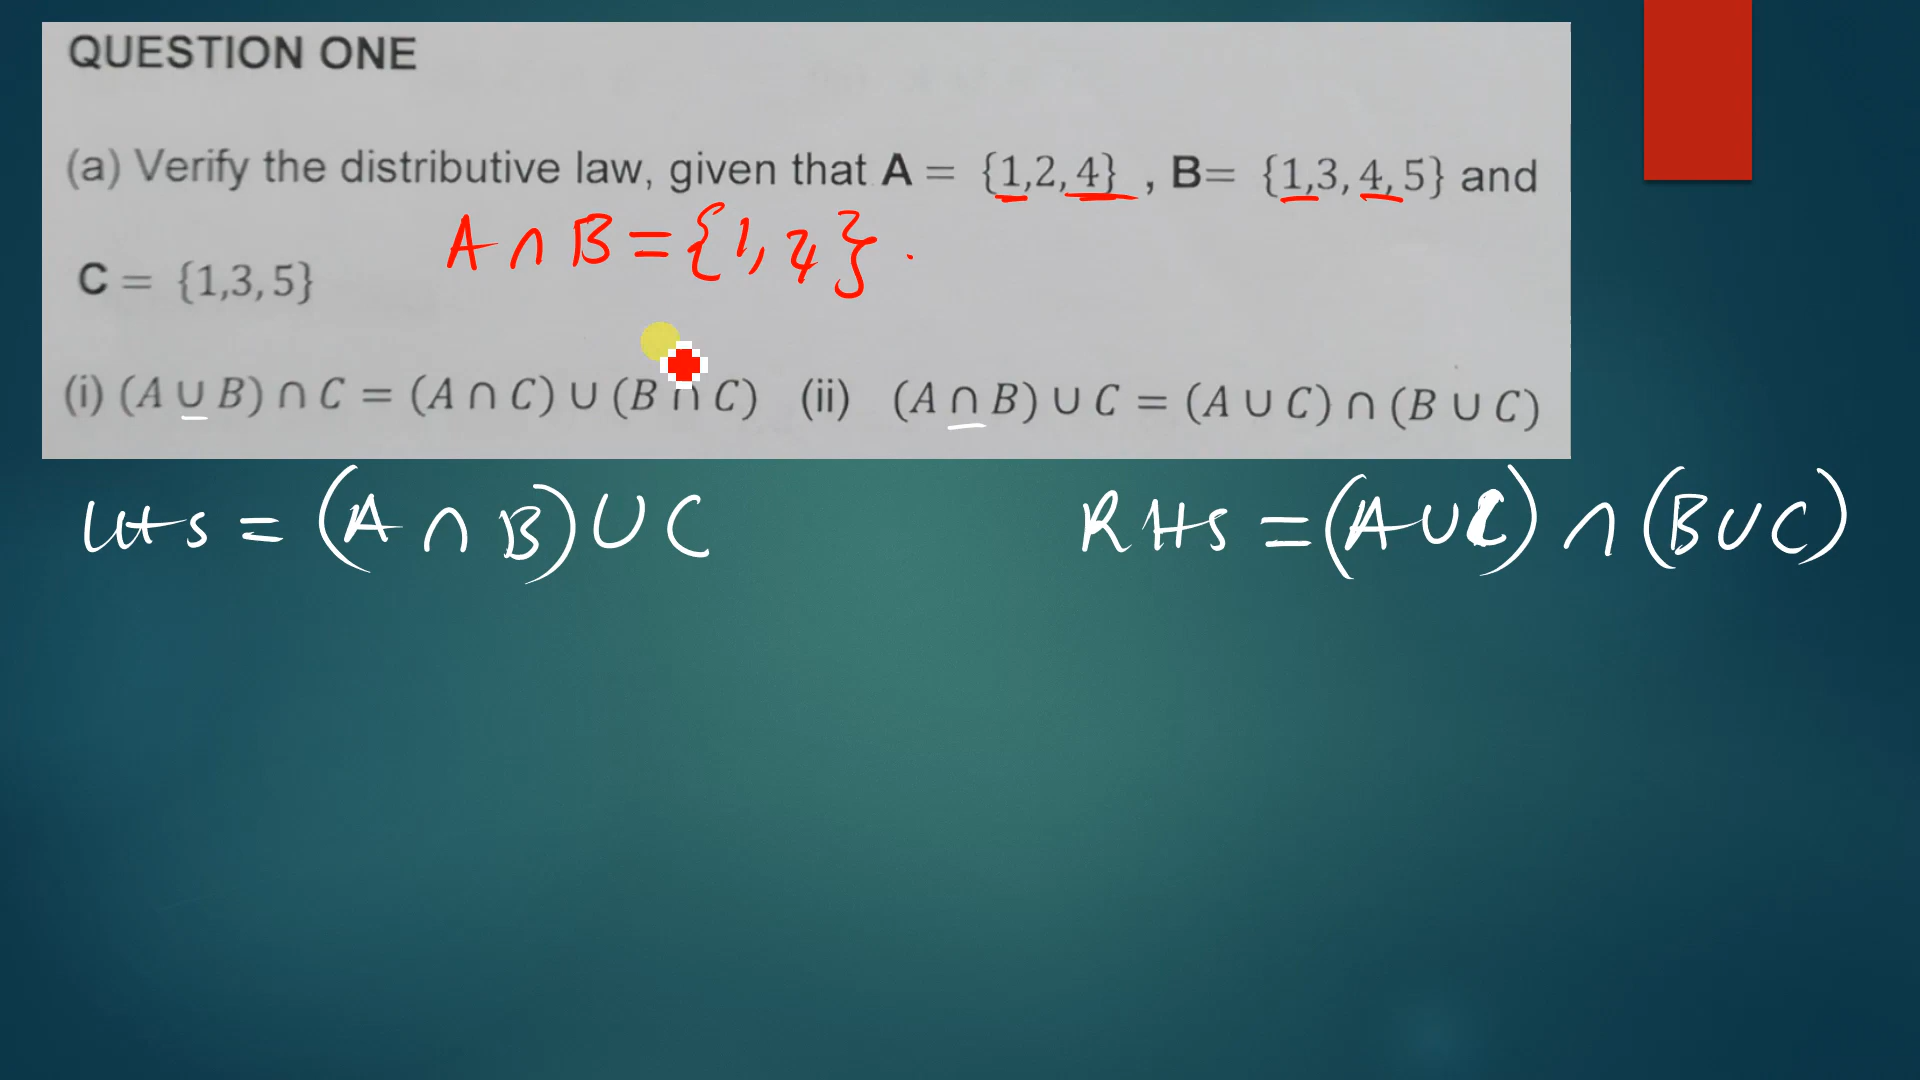 QUESTION ONE
(a) Verify the distributive law, given that A = {1,2,4} , B= {1,3,4,5} and
A ∩ B = {1,4}.
C = {1,3,5}
(i) (A ∪ B) ∩ C = (A ∩ C) ∪ (B ∩ C) (ii) (A ∩ B) ∪ C = (A ∪ C) ∩ (B ∪ C)
LHS = (A ∩ B) ∪ C RHS = (A ∪ C) ∩ (B ∪ C)